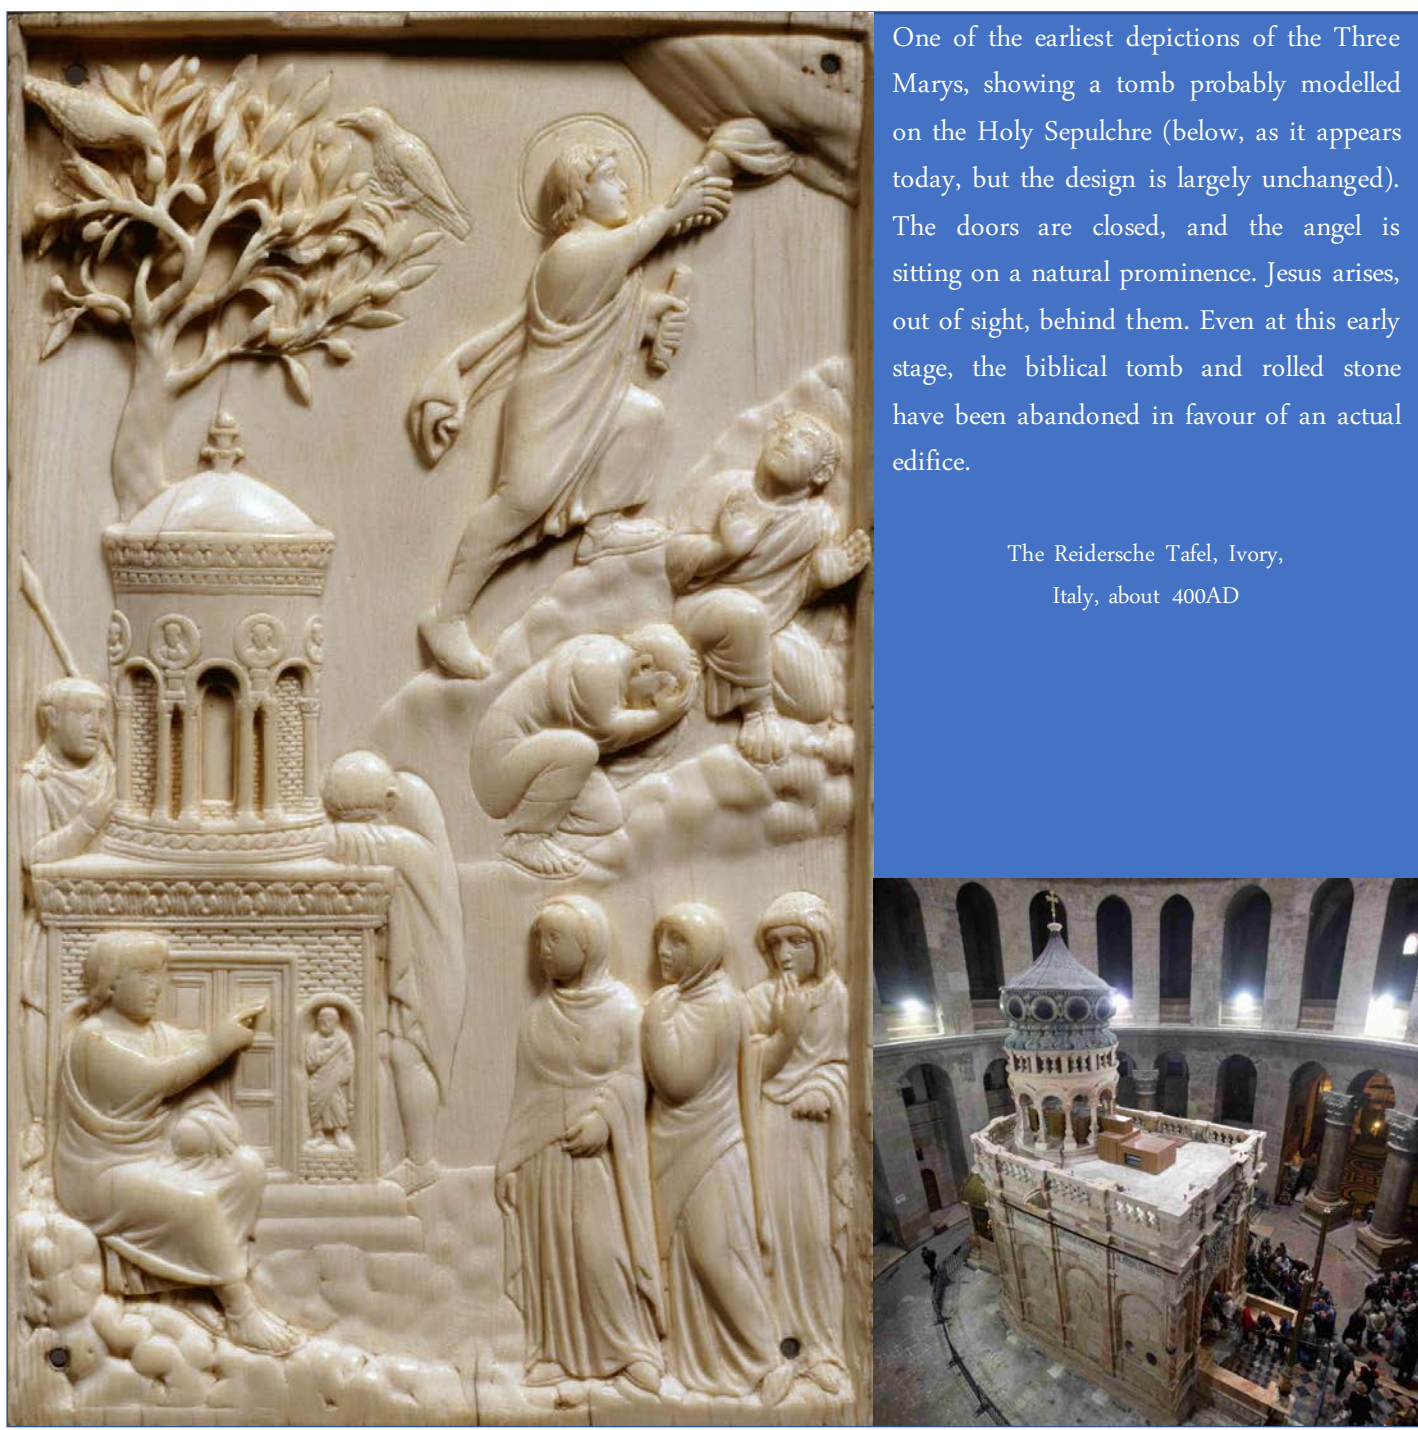 One of the earliest depictions of the Three
Marys, showing a tomb probably modelled
on the Holy Sepulchre (below, as it appears
today, but the design is largely unchanged).
The doors are closed, and the angel is
sitting on a natural prominence. Jesus arises,
out of sight, behind them. Even at this early
stage, the biblical tomb and rolled stone
have been abandoned in favour of an actual
edifice.
The Reidersche Tafel, Ivory,
Italy, about 400AD